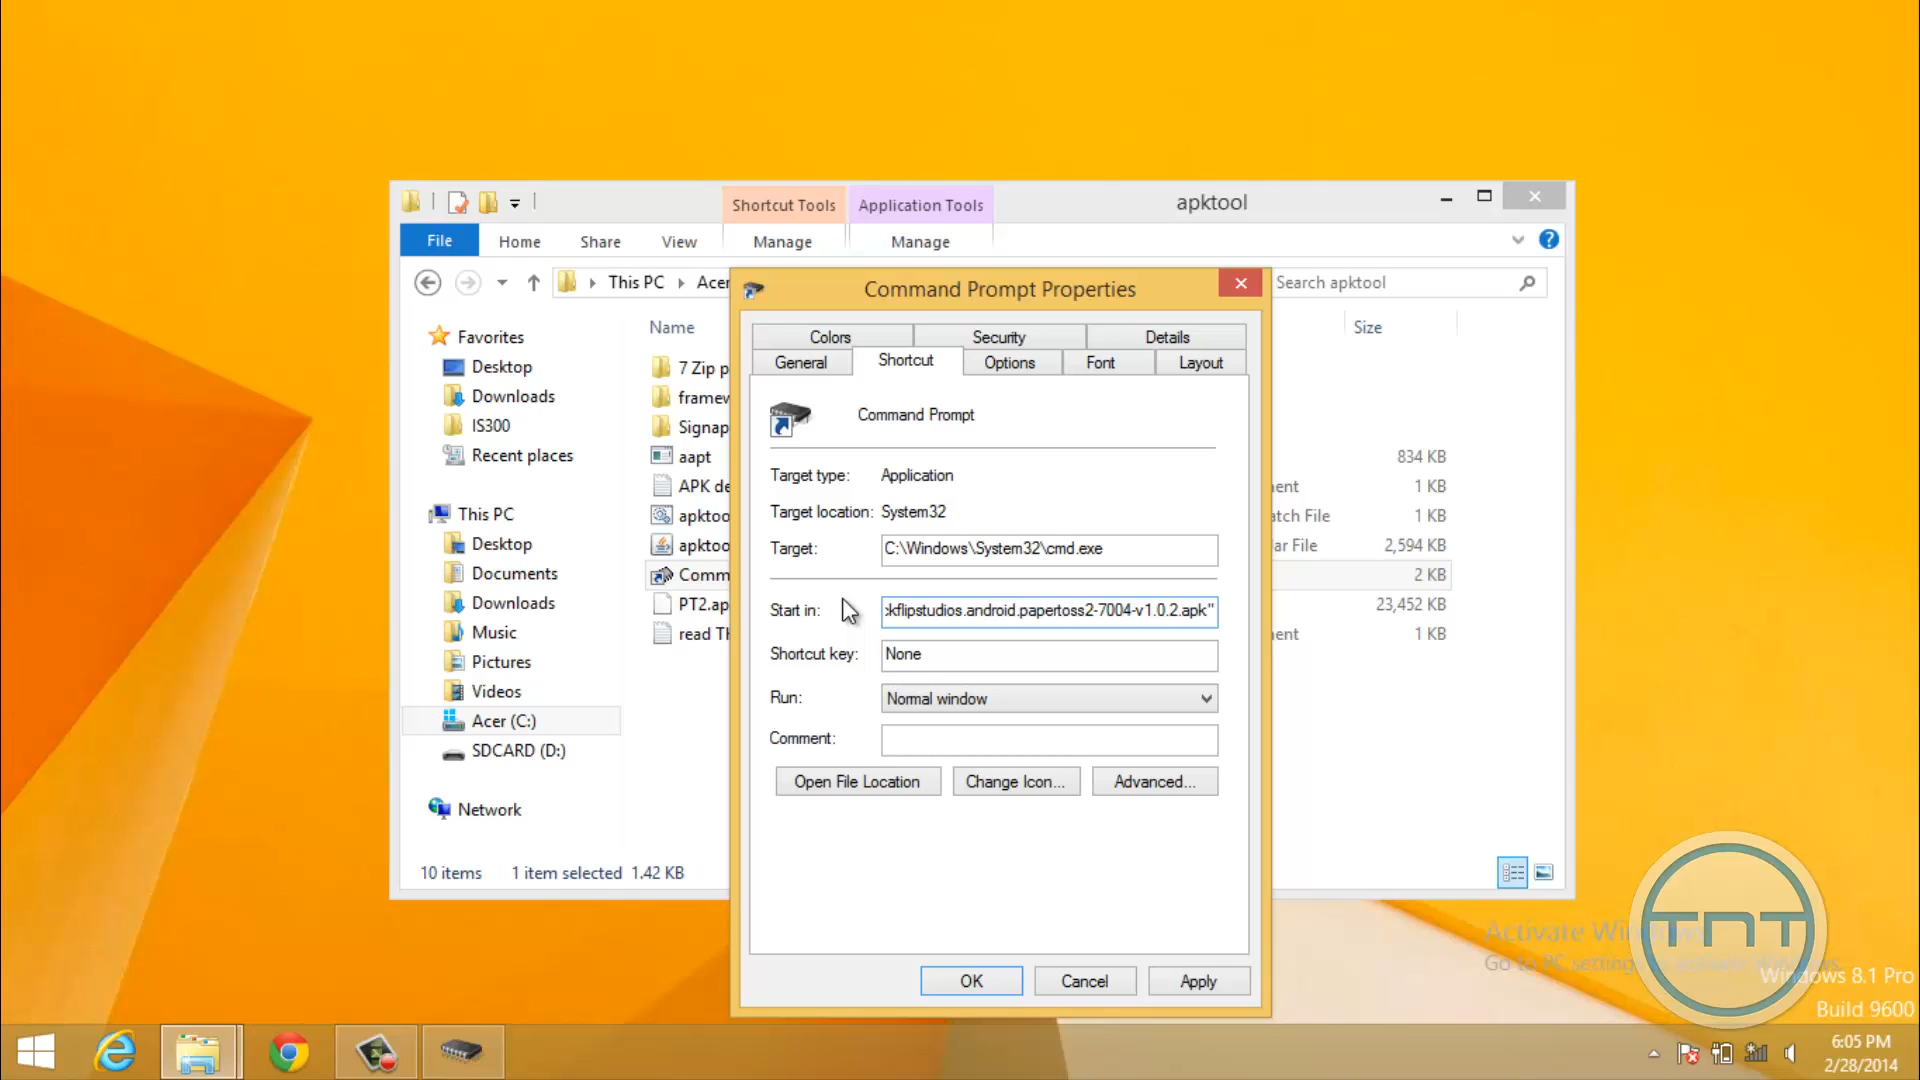 Shortcut Tools
Application Tools
apktool
File
Home
Share
View
Manage
Manage
This PC
Acer
Search apktool
Command Prompt Properties
Colors
Security
Details
General
Shortcut
Options
Font
Layout
Command Prompt
Target type:
Application
Target location:
System32
Target:
C:\Windows\System32\cmd.exe
Start in:
kflipstudios.android.papertoss2-7004-v1.0.2.apk"
Shortcut key:
None
Run:
Normal window
Comment:
Open File Location
Change Icon...
Advanced...
OK
Cancel
Apply
Favorites
Desktop
Downloads
IS300
Recent places
This PC
Desktop
Documents
Downloads
Music
Pictures
Videos
Acer (C:)
SDCARD (D:)
Network
Name
Size
7 Zip p
framew
Signap
aapt
834 KB
APK de
ent
1 KB
apktoo
atch File
1 KB
apktoo
ar File
2,594 KB
Comm
2 KB
PT2.ap
23,452 KB
read Th
ent
1 KB
10 items
1 item selected
1.42 KB
Activate Win
Go to PC settings
TNT
Windows 8.1 Pro
Build 9600
6:05 PM
2/28/2014